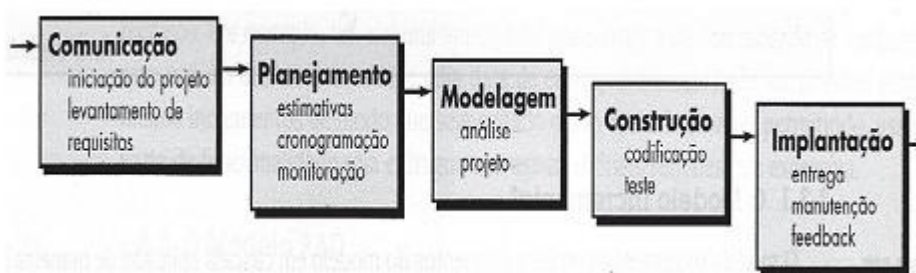 Comunicação
iniciação do projeto
levantamento de
requisitos
Planejamento
estimativas
cronogramação
monitoração
Modelagem
análise
projeto
Construção
codificação
teste
Implantação
entrega
manutenção
feedback